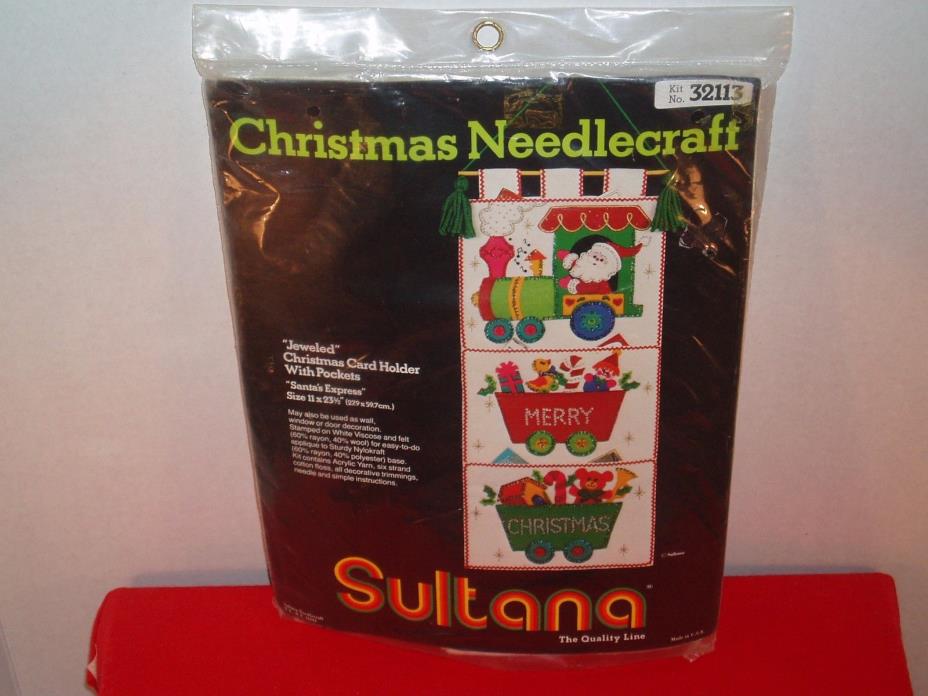 Kit
No. 32113
Christmas Needlecraft
"Jeweled"
Christmas Card Holder
With Pockets
"Santa's Express"
Size 11 x 23½" (27.9 x 59.7cm.)
May also be used as wall,
window or door decoration.
Stamped on White Viscose and felt
(60% rayon, 40% wool) for easy-to-do
applique to Sturdy Nylokraft
(60% rayon, 40% polyester) base.
Kit contains Acrylic Yarn, six strand
cotton floss, all decorative trimmings,
needle and simple instructions.
MERRY
CHRISTMAS
© Sultana
Sultana®
The Quality Line
Made in U.S.A.